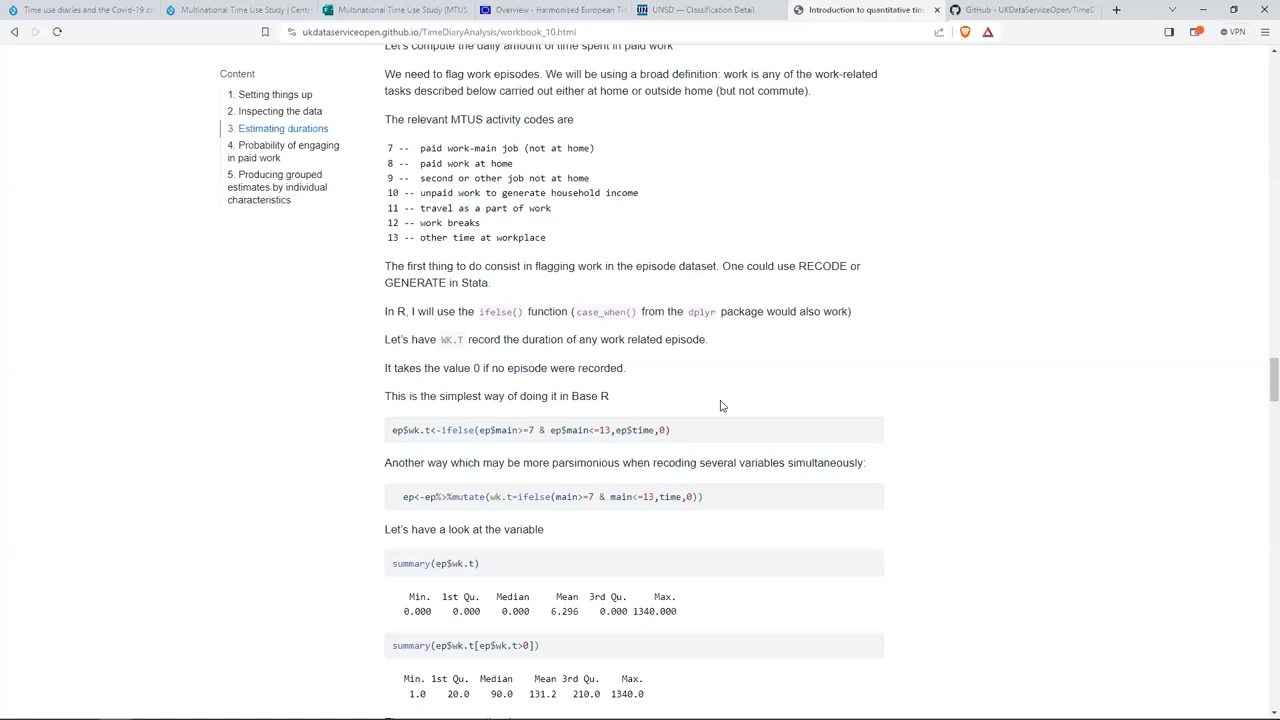 Time use diaries and the Covid-19 c
Multinational Time Use Study | Cent
Multinational Time Use Study (MTUS
Overview - Harmonised European Ti
UNSD — Classification Detail
Introduction to quantitative tim
GitHub - UKDataServiceOpen/TimeD
ukdataserviceopen.github.io/TimeDiaryAnalysis/workbook_10.html
VPN
Content
1. Setting things up
2. Inspecting the data
3. Estimating durations
4. Probability of engaging
in paid work
5. Producing grouped
estimates by individual
characteristics
Let's compute the daily amount of time spent in paid work
We need to flag work episodes. We will be using a broad definition: work is any of the work-related
tasks described below carried out either at home or outside home (but not commute).
The relevant MTUS activity codes are
7 -- paid work-main job (not at home)
8 -- paid work at home
9 -- second or other job not at home
10 -- unpaid work to generate household income
11 -- travel as a part of work
12 -- work breaks
13 -- other time at workplace
The first thing to do consist in flagging work in the episode dataset. One could use RECODE or
GENERATE in Stata.
In R, I will use the ifelse() function (case_when() from the dplyr package would also work)
Let's have WK.T record the duration of any work related episode.
It takes the value 0 if no episode were recorded.
This is the simplest way of doing it in Base R
ep$wk.t<-ifelse(ep$main>=7 & ep$main<=13,ep$time,0)
Another way which may be more parsimonious when recoding several variables simultaneously:
ep<-ep%>%mutate(wk.t=ifelse(main>=7 & main<=13,time,0))
Let's have a look at the variable
summary(ep$wk.t)
Min. 1st Qu. Median Mean 3rd Qu. Max.
0.000 0.000 0.000 6.296 0.000 1340.000
summary(ep$wk.t[ep$wk.t>0])
Min. 1st Qu. Median Mean 3rd Qu. Max.
1.0 20.0 90.0 131.2 210.0 1340.0